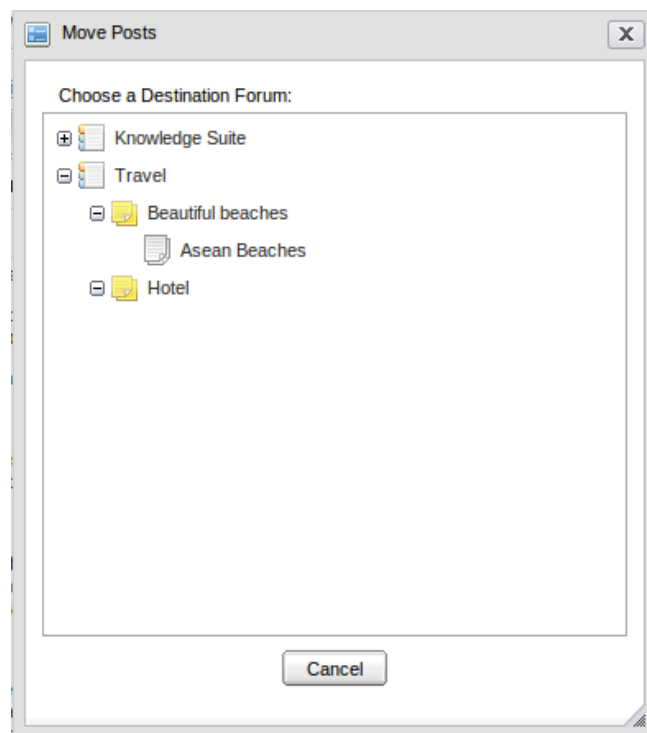 Move Posts
X
Choose a Destination Forum:
Knowledge Suite
Travel
Beautiful beaches
Asean Beaches
Hotel
Cancel